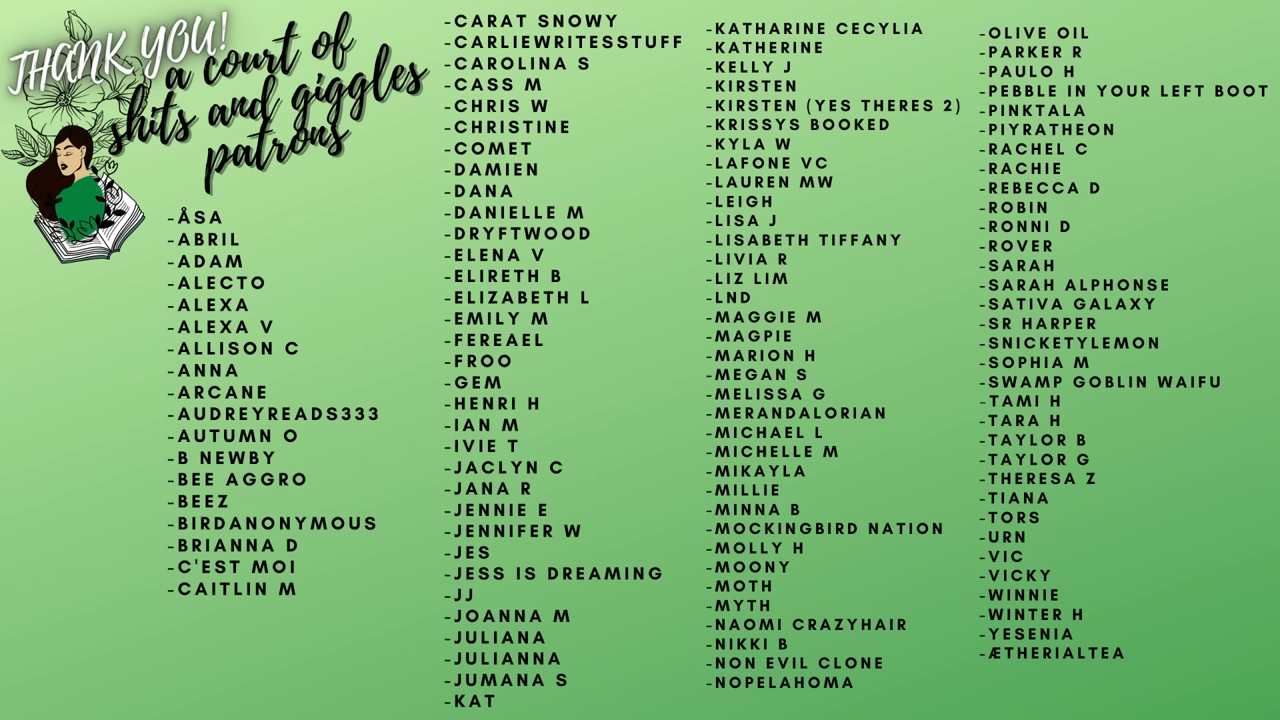 THANK YOU!
a court of
shits and giggles
patrons
-ÅSA
-ABRIL
-ADAM
-ALECTO
-ALEXA
-ALEXA V
-ALLISON C
-ANNA
-ARCANE
-AUDREYREADS333
-AUTUMN O
-B NEWBY
-BEE AGGRO
-BEEZ
-BIRDANONYMOUS
-BRIANNA D
-C'EST MOI
-CAITLIN M
-CARAT SNOWY
-CARLIEWRITESSTUFF
-CAROLINA S
-CASS M
-CHRIS W
-CHRISTINE
-COMET
-DAMIEN
-DANA
-DANIELLE M
-DRYFTWOOD
-ELENA V
-ELIRETH B
-ELIZABETH L
-EMILY M
-FEREAEL
-FROO
-GEM
-HENRI H
-IAN M
-IVIE T
-JACLYN C
-JANA R
-JENNIE E
-JENNIFER W
-JES
-JESS IS DREAMING
-JJ
-JOANNA M
-JULIANA
-JULIANNA
-JUMANA S
-KAT
-KATHARINE CECYLIA
-KATHERINE
-KELLY J
-KIRSTEN
-KIRSTEN (YES THERES 2)
-KRISSYS BOOKED
-KYLA W
-LAFONE VC
-LAUREN MW
-LEIGH
-LISA J
-LISABETH TIFFANY
-LIVIA R
-LIZ LIM
-LND
-MAGGIE M
-MAGPIE
-MARION H
-MEGAN S
-MELISSA G
-MERANDALORIAN
-MICHAEL L
-MICHELLE M
-MIKAYLA
-MILLIE
-MINNA B
-MOCKINGBIRD NATION
-MOLLY H
-MOONY
-MOTH
-MYTH
-NAOMI CRAZYHAIR
-NIKKI B
-NON EVIL CLONE
-NOPELAHOMA
-OLIVE OIL
-PARKER R
-PAULO H
-PEBBLE IN YOUR LEFT BOOT
-PINKTALA
-PIYRATHEON
-RACHEL C
-RACHIE
-REBECCA D
-ROBIN
-RONNI D
-ROVER
-SARAH
-SARAH ALPHONSE
-SATIVA GALAXY
-SR HARPER
-SNICKETYLEMON
-SOPHIA M
-SWAMP GOBLIN WAIFU
-TAMI H
-TARA H
-TAYLOR B
-TAYLOR G
-THERESA Z
-TIANA
-TORS
-URN
-VIC
-VICKY
-WINNIE
-WINTER H
-YESENIA
-ÆTHERIALTEA